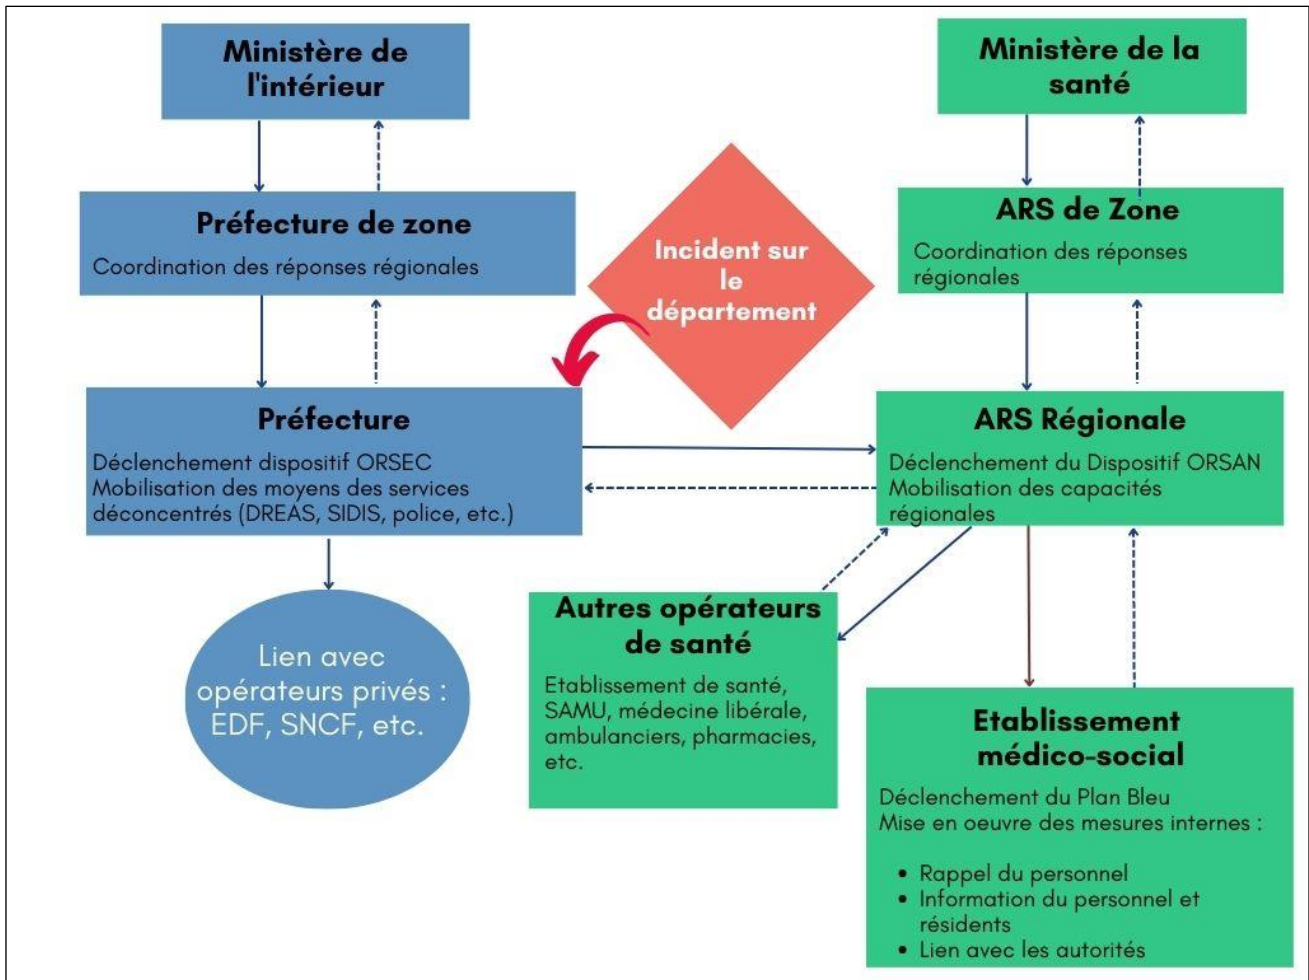 Ministère de
l'intérieur
Ministère de la
santé
Préfecture de zone
Coordination des réponses régionales
Incident sur
le
département
ARS de Zone
Coordination des réponses
régionales
Préfecture
Déclenchement dispositif ORSEC
Mobilisation des moyens des services
déconcentrés (DREAS, SIDIS, police, etc.)
ARS Régionale
Déclenchement du Dispositif ORSAN
Mobilisation des capacités
régionales
Lien avec
opérateurs privés :
EDF, SNCF, etc.
Autres opérateurs
de santé
Etablissement de santé,
SAMU, médecine libérale,
ambulanciers, pharmacies,
etc.
Etablissement
médico-social
Déclenchement du Plan Bleu
Mise en oeuvre des mesures internes :
• Rappel du personnel
• Information du personnel et
résidents
• Lien avec les autorités